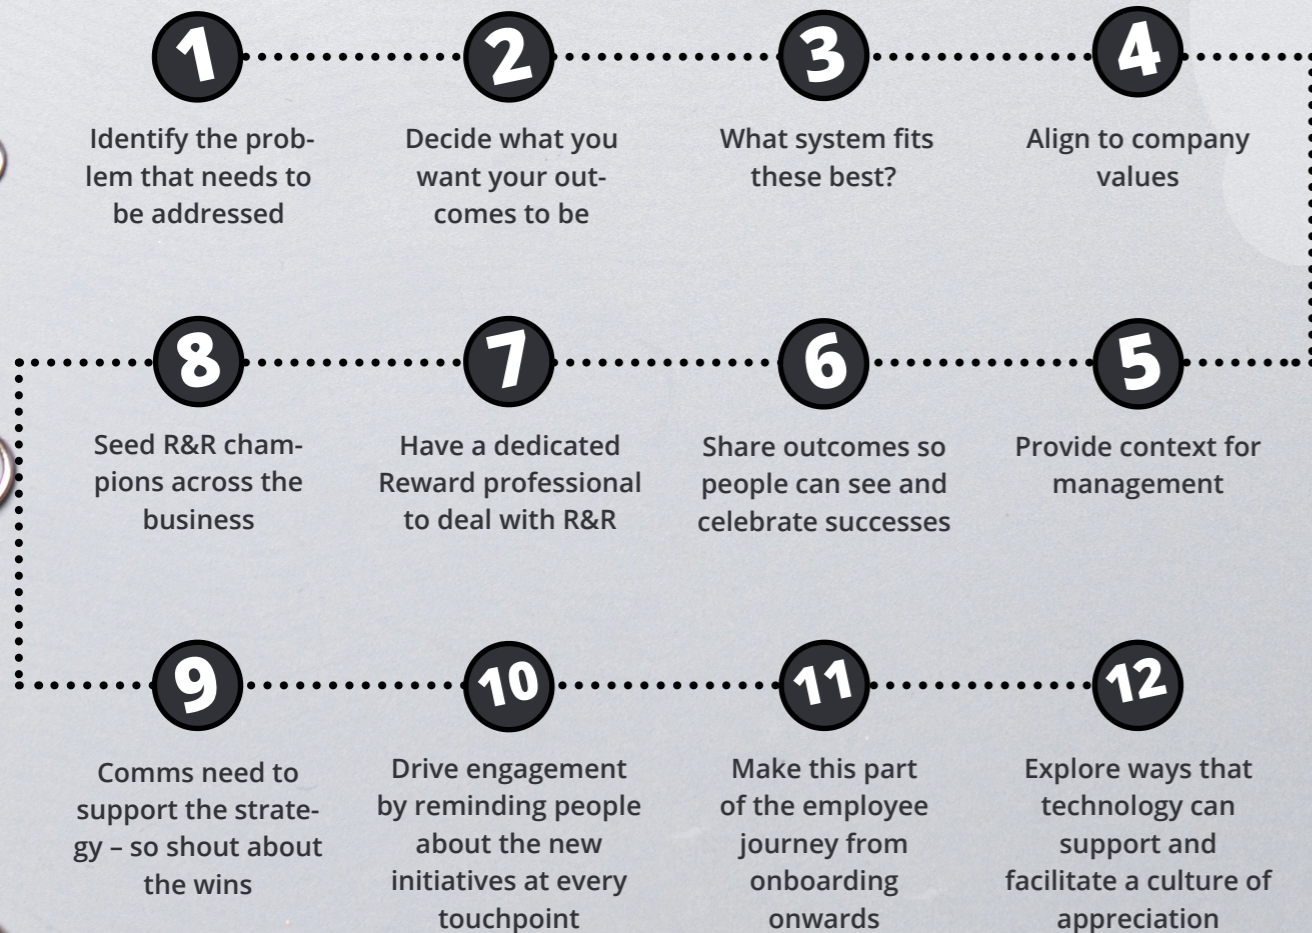 1
Identify the prob-
lem that needs to
be addressed
2
Decide what you
want your out-
comes to be
3
What system fits
these best?
4
Align to company
values
5
Provide context for
management
6
Share outcomes so
people can see and
celebrate successes
7
Have a dedicated
Reward professional
to deal with R&R
8
Seed R&R cham-
pions across the
business
9
Comms need to
support the strate-
gy – so shout about
the wins
10
Drive engagement
by reminding people
about the new
initiatives at every
touchpoint
11
Make this part
of the employee
journey from
onboarding
onwards
12
Explore ways that
technology can
support and
facilitate a culture of
appreciation